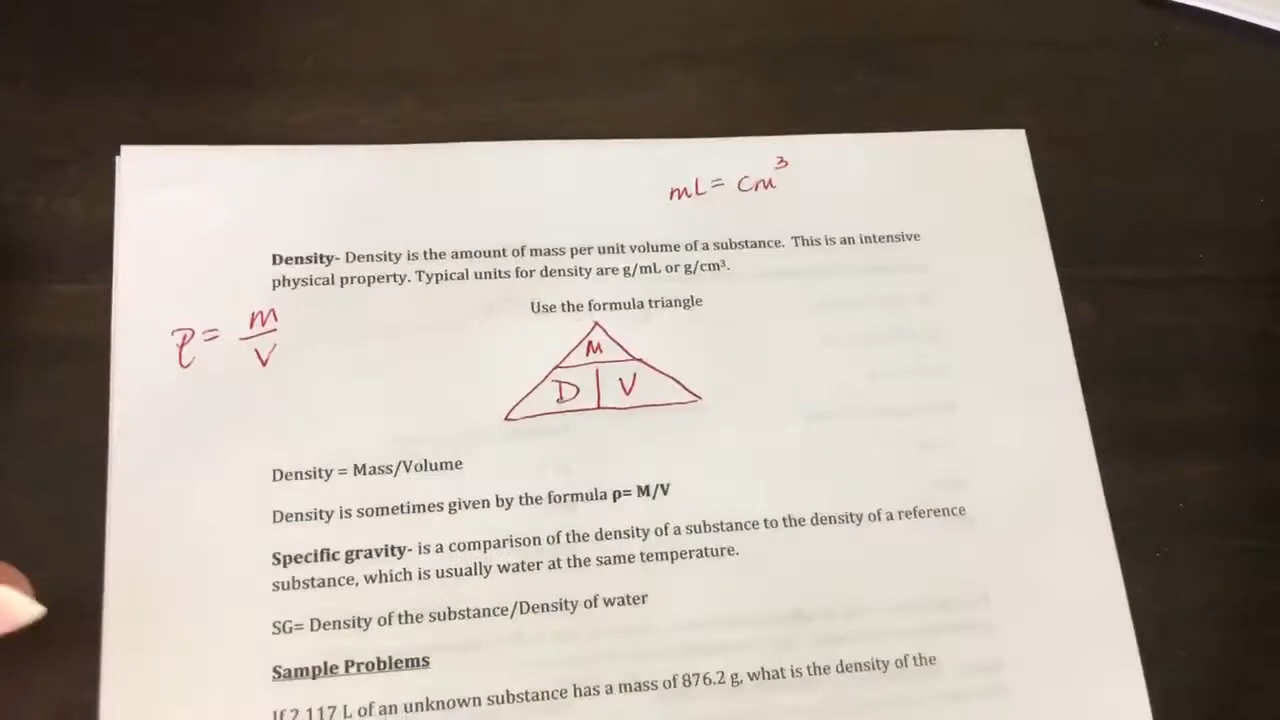 mL = cm³
Density- Density is the amount of mass per unit volume of a substance. This is an intensive
physical property. Typical units for density are g/mL or g/cm³.
Use the formula triangle
ρ = m/V
M
D | V
Density = Mass/Volume
Density is sometimes given by the formula ρ= M/V
Specific gravity- is a comparison of the density of a substance to the density of a reference
substance, which is usually water at the same temperature.
SG= Density of the substance/Density of water
Sample Problems
If 2.117 L of an unknown substance has a mass of 876.2 g, what is the density of the